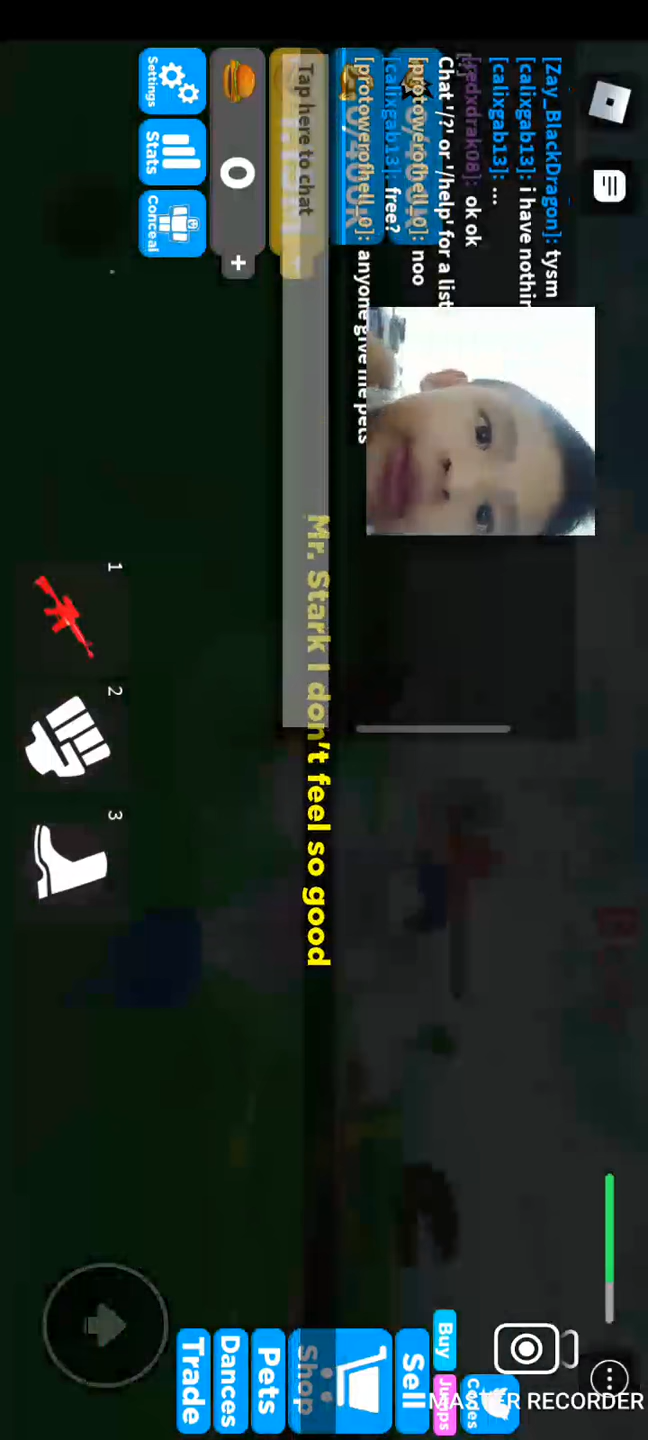 [Zay_BlackDragon]: tysm
[calixgab13]: i have nothin
[calixgab13]: ...
ok ok
Chat '/?' or '/help' for a list
[protowerofhell_0]: noo
[calixgab13]: free?
[protowerofhell_0]: anyone give me pets
Tap here to chat
0
+
Settings
Stats
Conceal
Mr. Stark I don't feel so good
1
2
3
Codes
Buy
Jumps
Sell
Shop
Pets
Dances
Trade
MASTER RECORDER